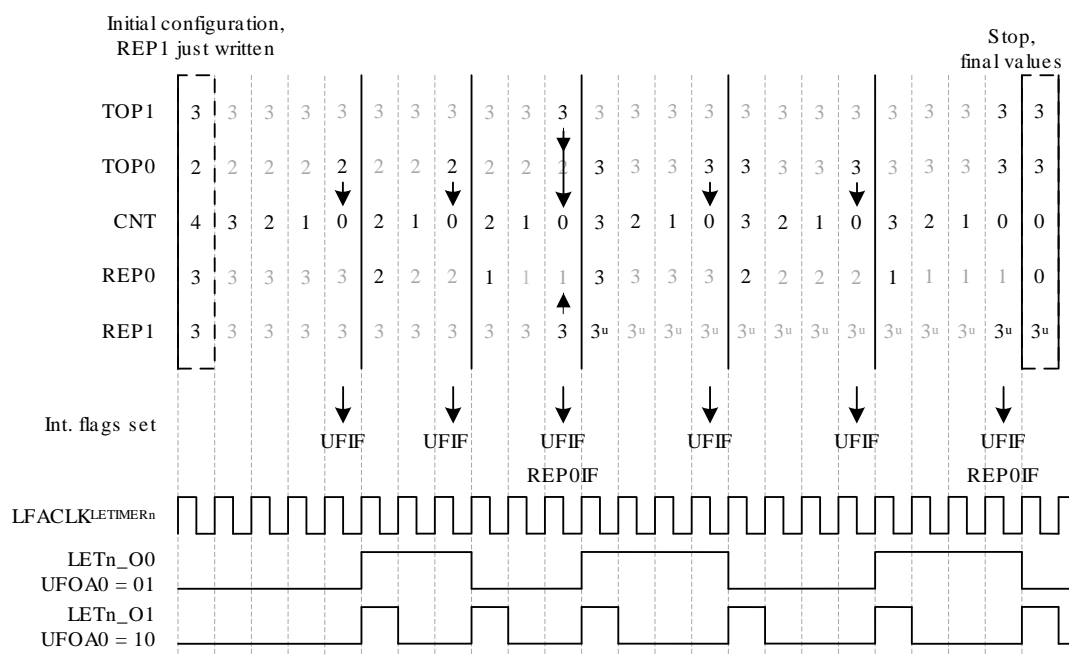 Initial configuration,
REP1 just written
Stop,
final values
TOP1 3 3 3 3 3 3 3 3 3 3 3 3 3 3 3 3 3 3 3 3 3 3 3 3
TOP0 2 2 2 2 2 2 2 2 2 2 2 3 3 3 3 3 3 3 3 3 3 3 3 3
CNT 4 3 2 1 0 2 1 0 2 1 0 3 2 1 0 3 2 1 0 3 2 1 0 0
REP0 3 3 3 3 3 2 2 2 1 1 1 3 3 3 3 2 2 2 2 1 1 1 1 0
REP1 3 3 3 3 3 3 3 3 3 3 3 3u 3u 3u 3u 3u 3u 3u 3u 3u 3u 3u 3u 3u
Int. flags set
UFIF UFIF UFIF UFIF UFIF UFIF
REP0IF REP0IF
LFACLKLETIMERn
LETn_O0
UFOA0 = 01
LETn_O1
UFOA0 = 10